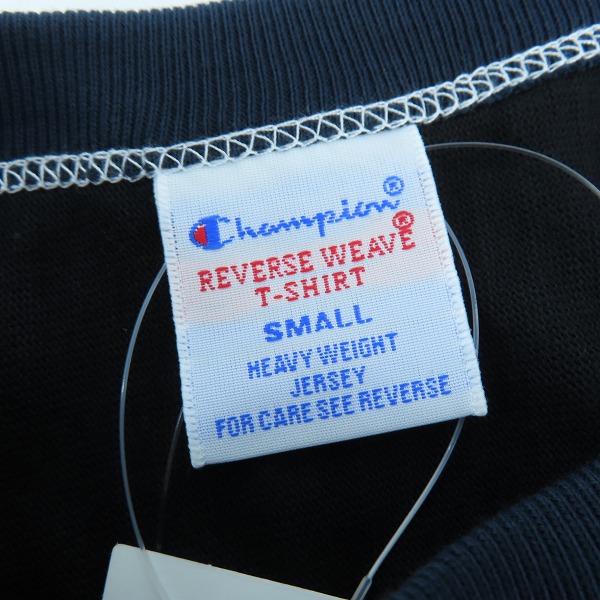 Champion®
REVERSE WEAVE®
T-SHIRT
SMALL
HEAVY WEIGHT
JERSEY
FOR CARE SEE REVERSE